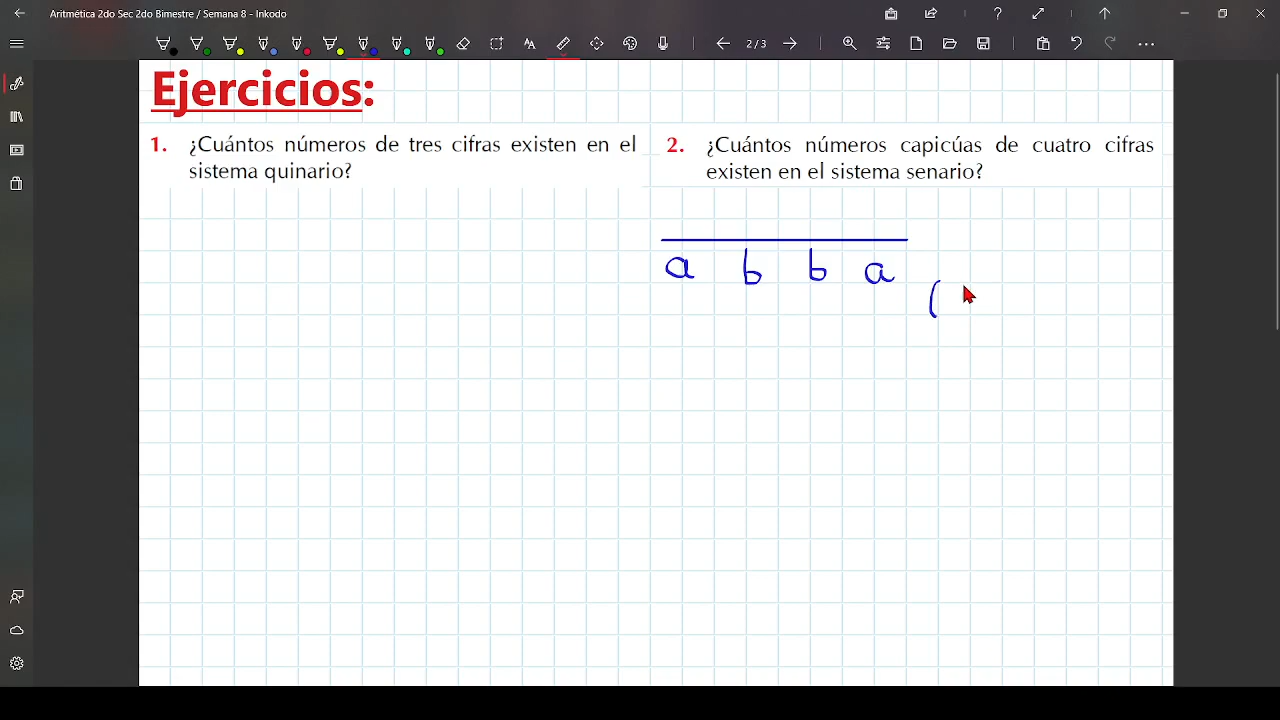 Aritmética 2do Sec 2do Bimestre / Semana 8 - Inkodo
2/3
Ejercicios:
1. ¿Cuántos números de tres cifras existen en el
sistema quinario?
2. ¿Cuántos números capicúas de cuatro cifras
existen en el sistema senario?
a b b a (